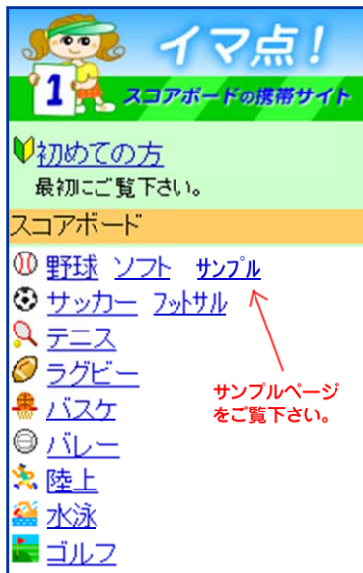 イマ点!
1
スコアボードの携帯サイト
初めての方
最初にご覧下さい。
スコアボード
野球 ソフト サンプル
サッカー フットサル
テニス
サンプルページ
をご覧下さい。
ラグビー
バスケ
バレー
陸上
水泳
ゴルフ